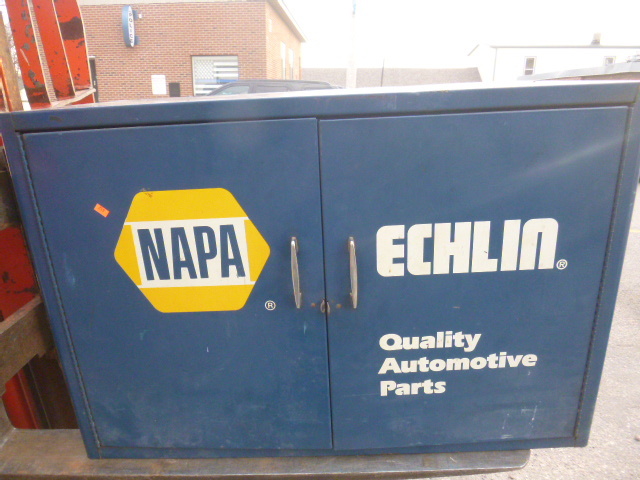 NAPA
®
ECHLIN®
Quality
Automotive
Parts